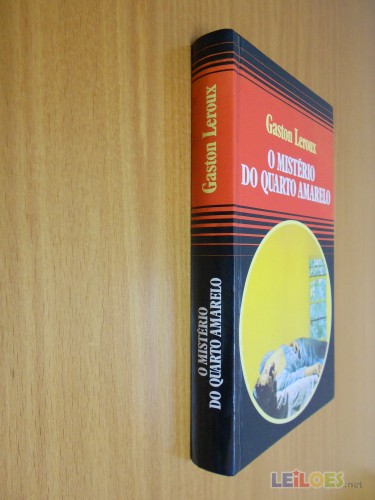 Gaston Leroux
O MISTÉRIO
DO QUARTO AMARELO
Gaston Leroux
O MISTÉRIO
DO QUARTO AMARELO
LEiLOES.net